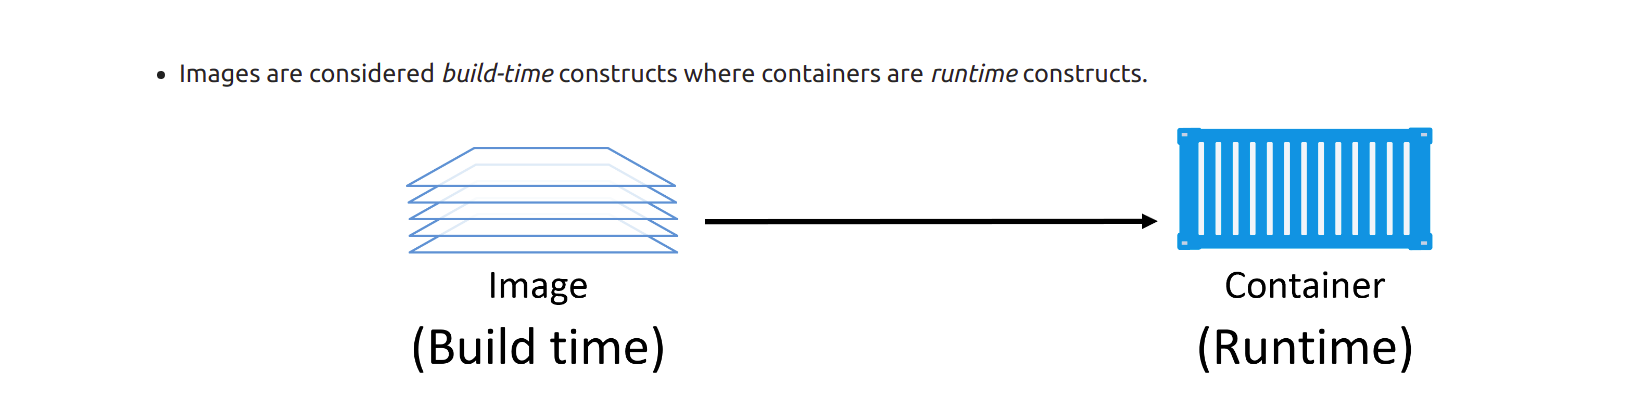 • Images are considered build-time constructs where containers are runtime constructs.
Image
(Build time)
Container
(Runtime)